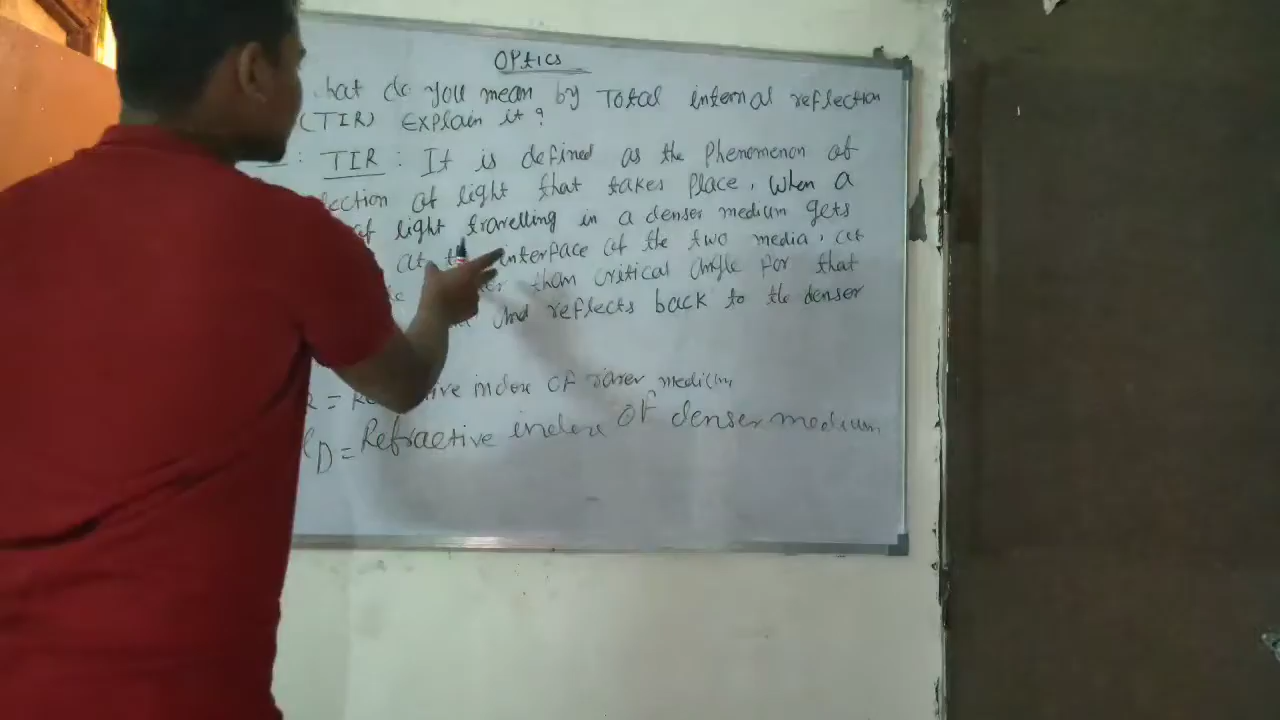 OPtics
hat do you mean by Total internal reflection
(TIR) Explain it?
: TIR : It is defined as the Phenomenon of
lection of light that takes Place, when a
of light travelling in a denser medium gets
at interface of the two media, at
than critical angle for that
and reflects back to the denser
R = index of rarer medium
D = Refractive index of denser medium